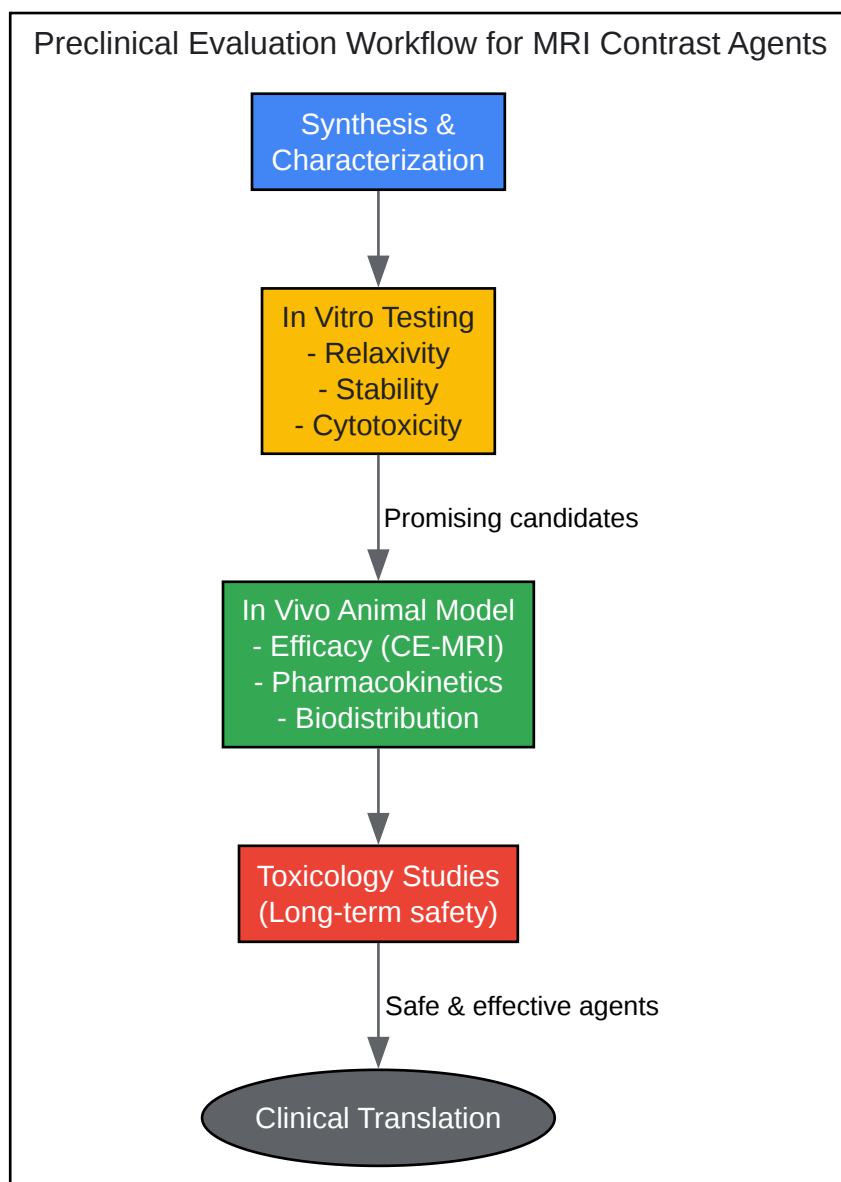 Preclinical Evaluation Workflow for MRI Contrast Agents
Synthesis &
Characterization
In Vitro Testing
- Relaxivity
- Stability
- Cytotoxicity
Promising candidates
In Vivo Animal Model
- Efficacy (CE-MRI)
- Pharmacokinetics
- Biodistribution
Toxicology Studies
(Long-term safety)
Safe & effective agents
Clinical Translation